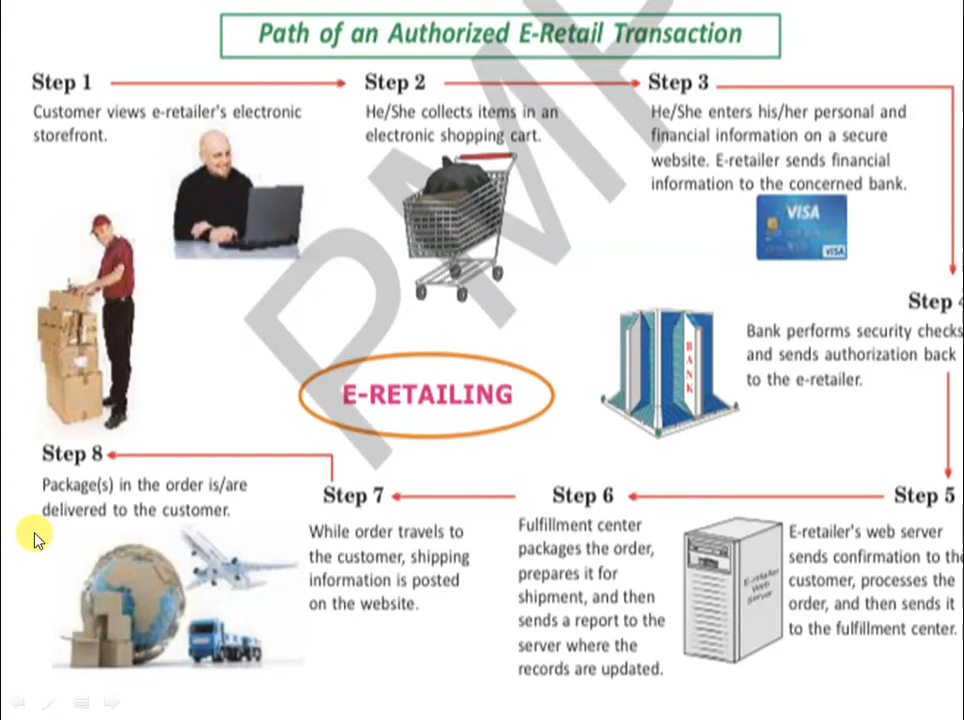 Path of an Authorized E-Retail Transaction
Step 1
Customer views e-retailer's electronic
storefront.
Step 2
He/She collects items in an
electronic shopping cart.
Step 3
He/She enters his/her personal and
financial information on a secure
website. E-retailer sends financial
information to the concerned bank.
VISA
VISA
Step 4
Bank performs security checks
and sends authorization back
to the e-retailer.
BANK
E-RETAILING
Step 5
E-retailer's web server
sends confirmation to the
customer, processes the
order, and then sends it
to the fulfillment center.
E-retailer
Web
Server
Step 6
Fulfillment center
packages the order,
prepares it for
shipment, and then
sends a report to the
server where the
records are updated.
Step 7
While order travels to
the customer, shipping
information is posted
on the website.
Step 8
Package(s) in the order is/are
delivered to the customer.